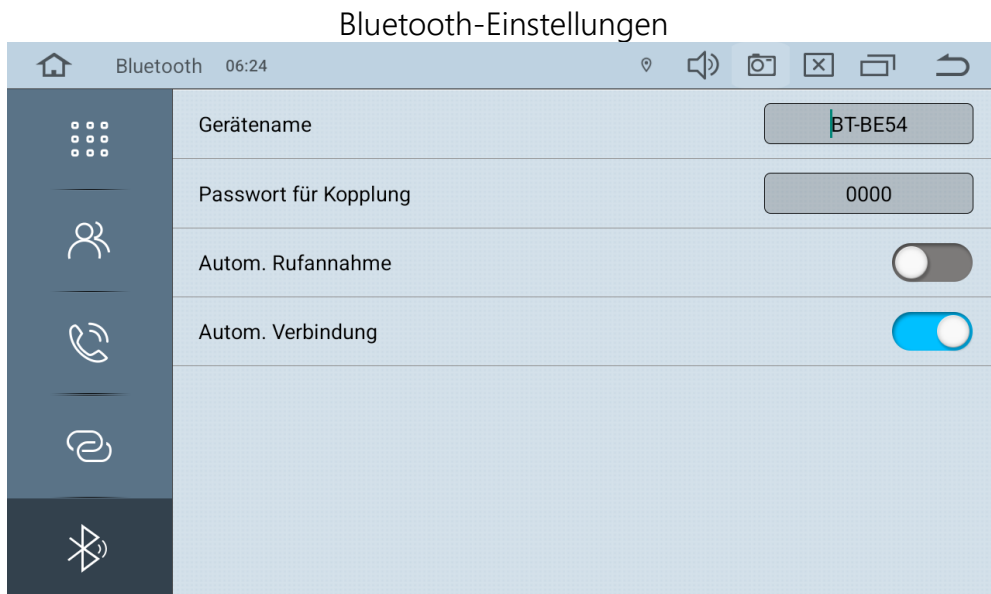 Bluetooth-Einstellungen
Bluetooth 06:24
Gerätename BT-BE54
Passwort für Kopplung 0000
Autom. Rufannahme
Autom. Verbindung